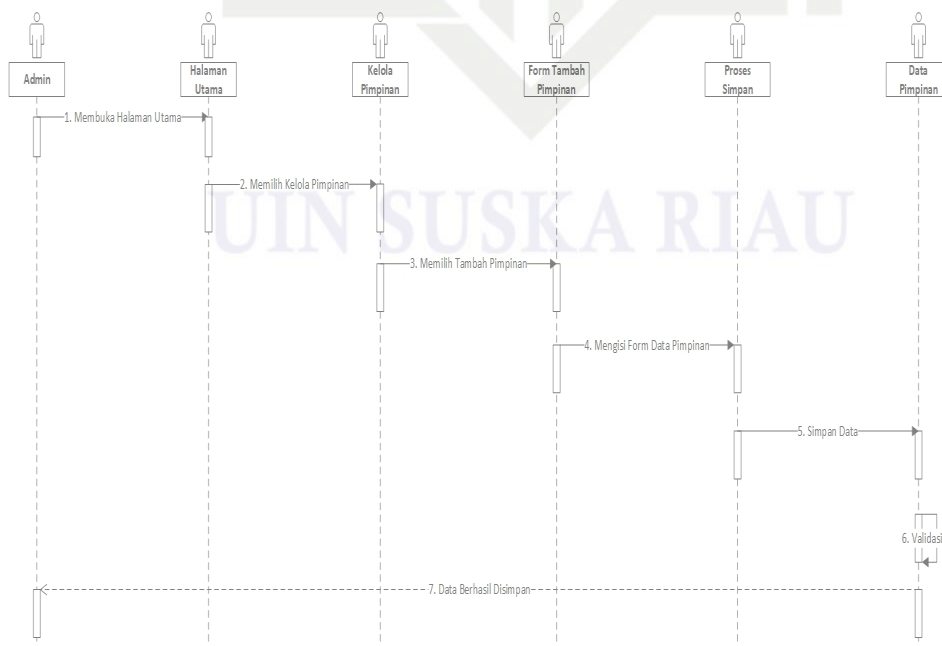 Admin
Halaman
Utama
Kelola
Pimpinan
Form Tambah
Pimpinan
Proses
Simpan
Data
Pimpinan
1. Membuka Halaman Utama
2. Memilih Kelola Pimpinan
UIN SUSKA RIAU
3. Memilih Tambah Pimpinan
4. Mengisi Form Data Pimpinan
5. Simpan Data
6. Validasi
7. Data Berhasil Disimpan